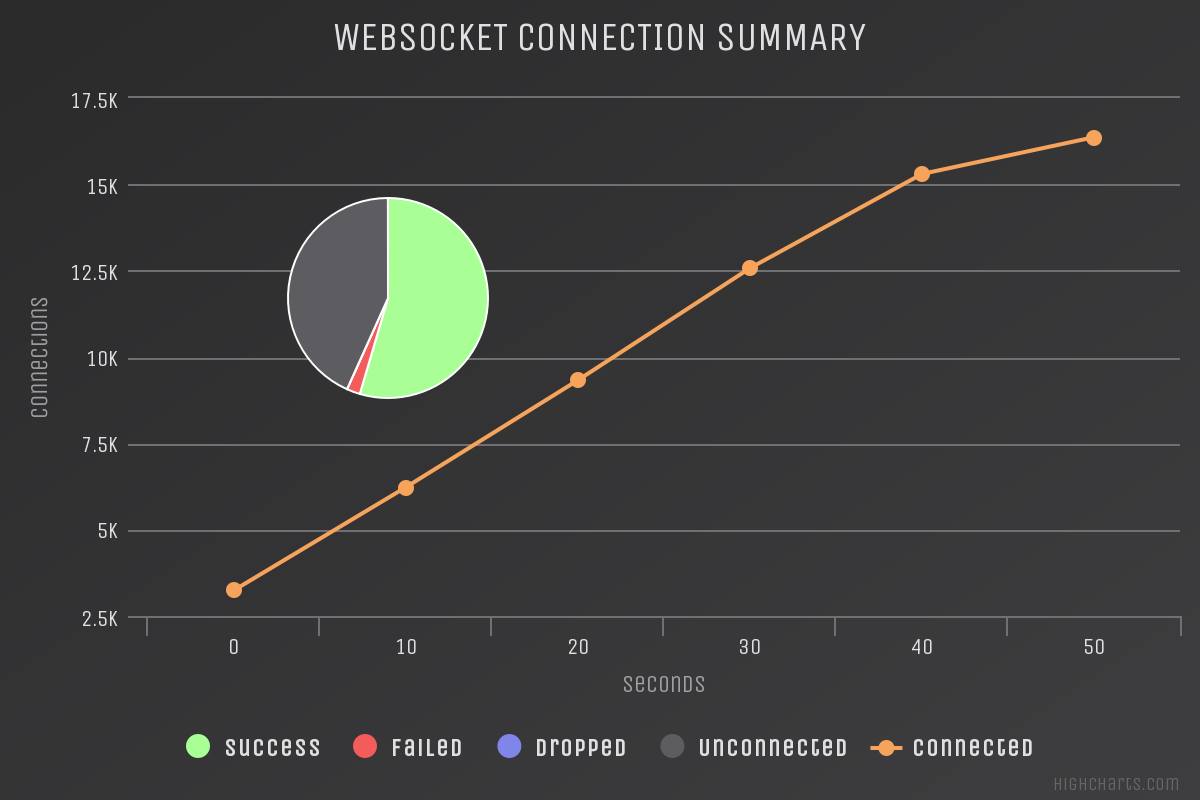 WEBSOCKET CONNECTION SUMMARY
17.5K
15K
12.5K
10K
7.5K
5K
2.5K
connections
0 10 20 30 40 50
seconds
success failed dropped unconnected connected
Highcharts.com